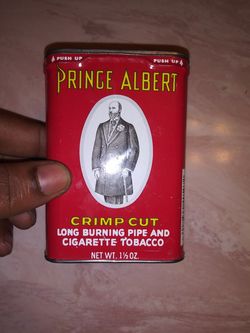 PUSH UP PUSH UP
PRINCE ALBERT
CRIMP CUT
LONG BURNING PIPE AND
CIGARETTE TOBACCO
NET WT. 1½ OZ.